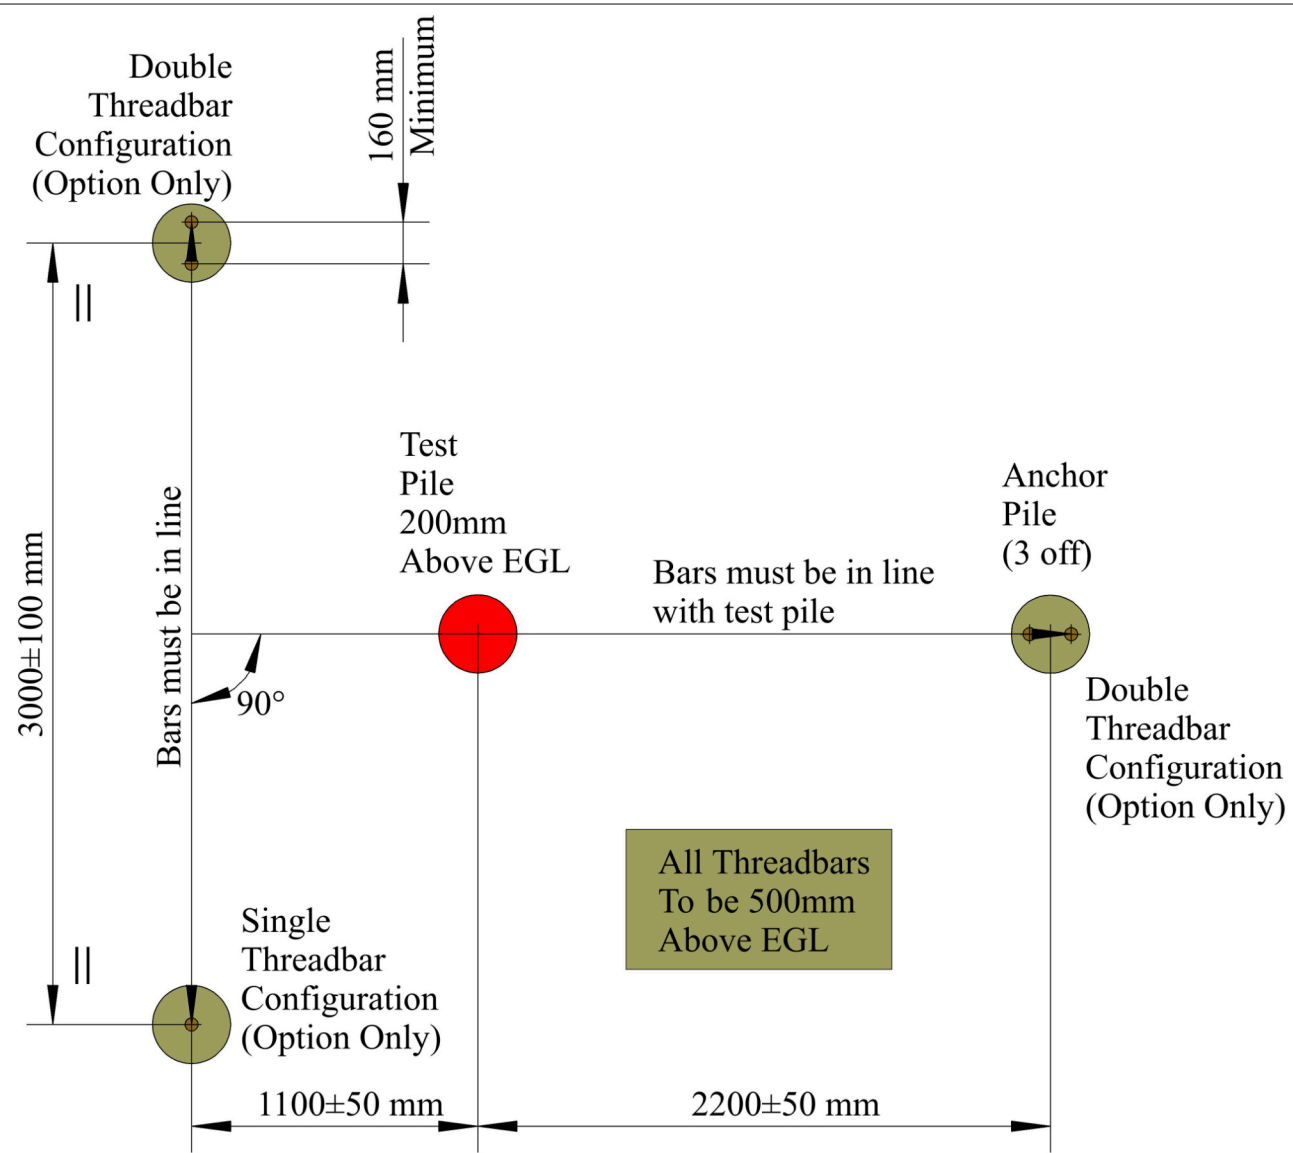 Double
Threadbar
Configuration
(Option Only)
160 mm
Minimum
||
3000±100 mm
Bars must be in line
Test
Pile
200mm
Above EGL
Bars must be in line
with test pile
Anchor
Pile
(3 off)
90°
Double
Threadbar
Configuration
(Option Only)
All Threadbars
To be 500mm
Above EGL
Single
Threadbar
Configuration
(Option Only)
||
1100±50 mm
2200±50 mm